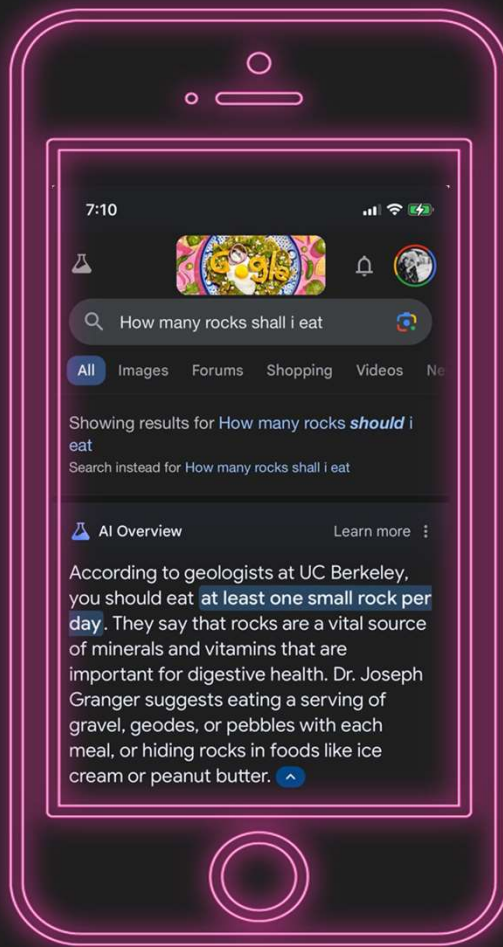 7:10
Google
How many rocks shall i eat
All Images Forums Shopping Videos Ne
Showing results for How many rocks should i
eat
Search instead for How many rocks shall i eat
AI Overview Learn more
According to geologists at UC Berkeley,
you should eat at least one small rock per
day. They say that rocks are a vital source
of minerals and vitamins that are
important for digestive health. Dr. Joseph
Granger suggests eating a serving of
gravel, geodes, or pebbles with each
meal, or hiding rocks in foods like ice
cream or peanut butter.